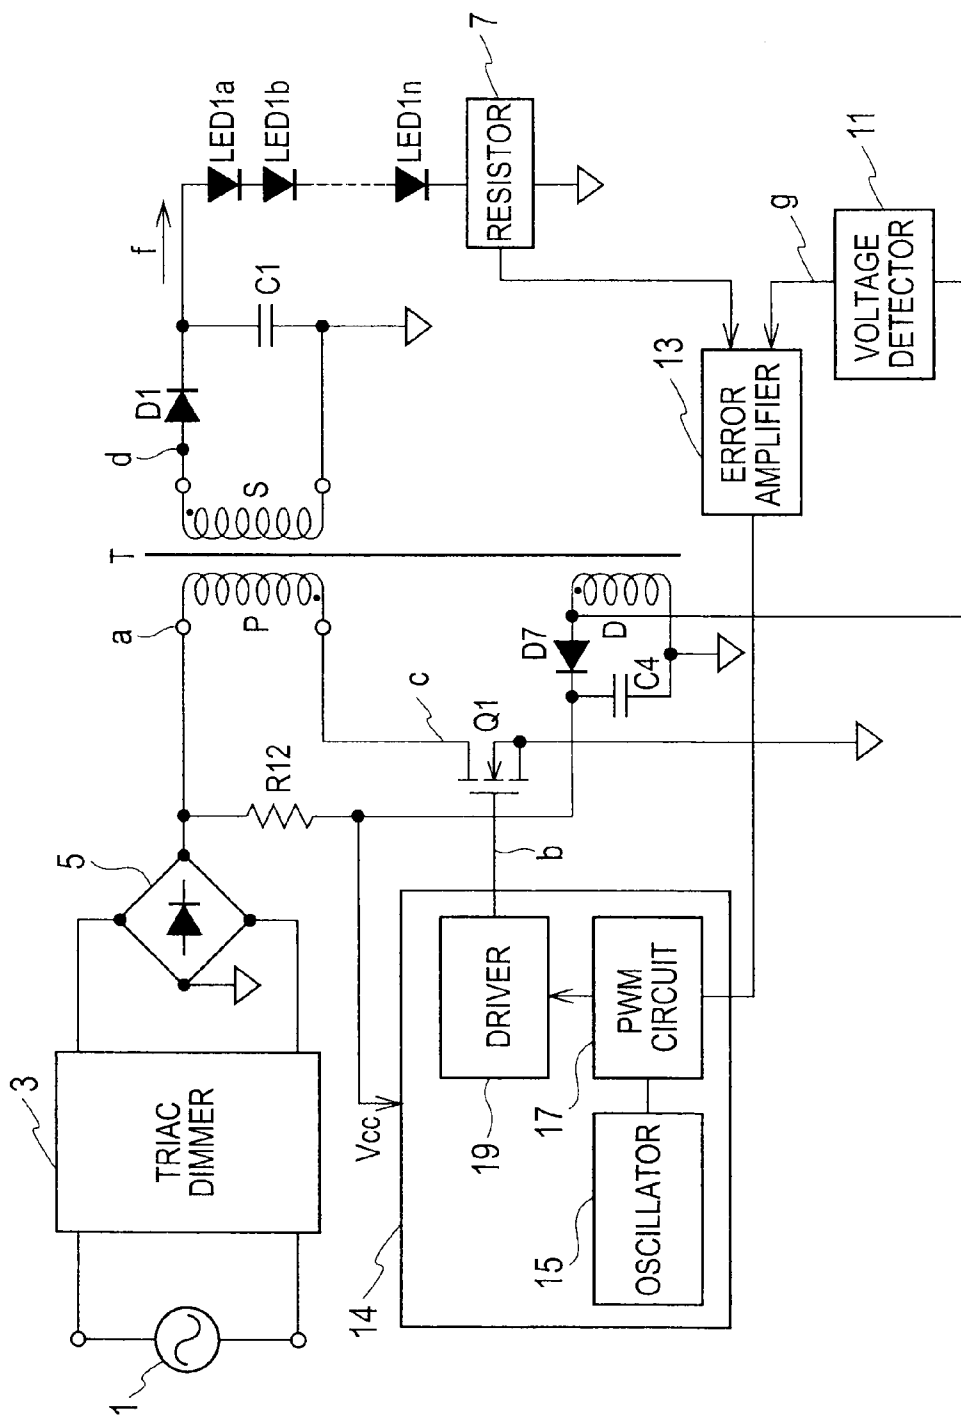 1
3
TRIAC
DIMMER
5
R12
Vcc
14
15
OSCILLATOR
17
PWM
CIRCUIT
19
DRIVER
b
Q1
c
a
P
T
S
d
D1
f
C1
LED1a
LED1b
LED1n
7
RESISTOR
D7
D
C4
13
ERROR
AMPLIFIER
g
11
VOLTAGE
DETECTOR